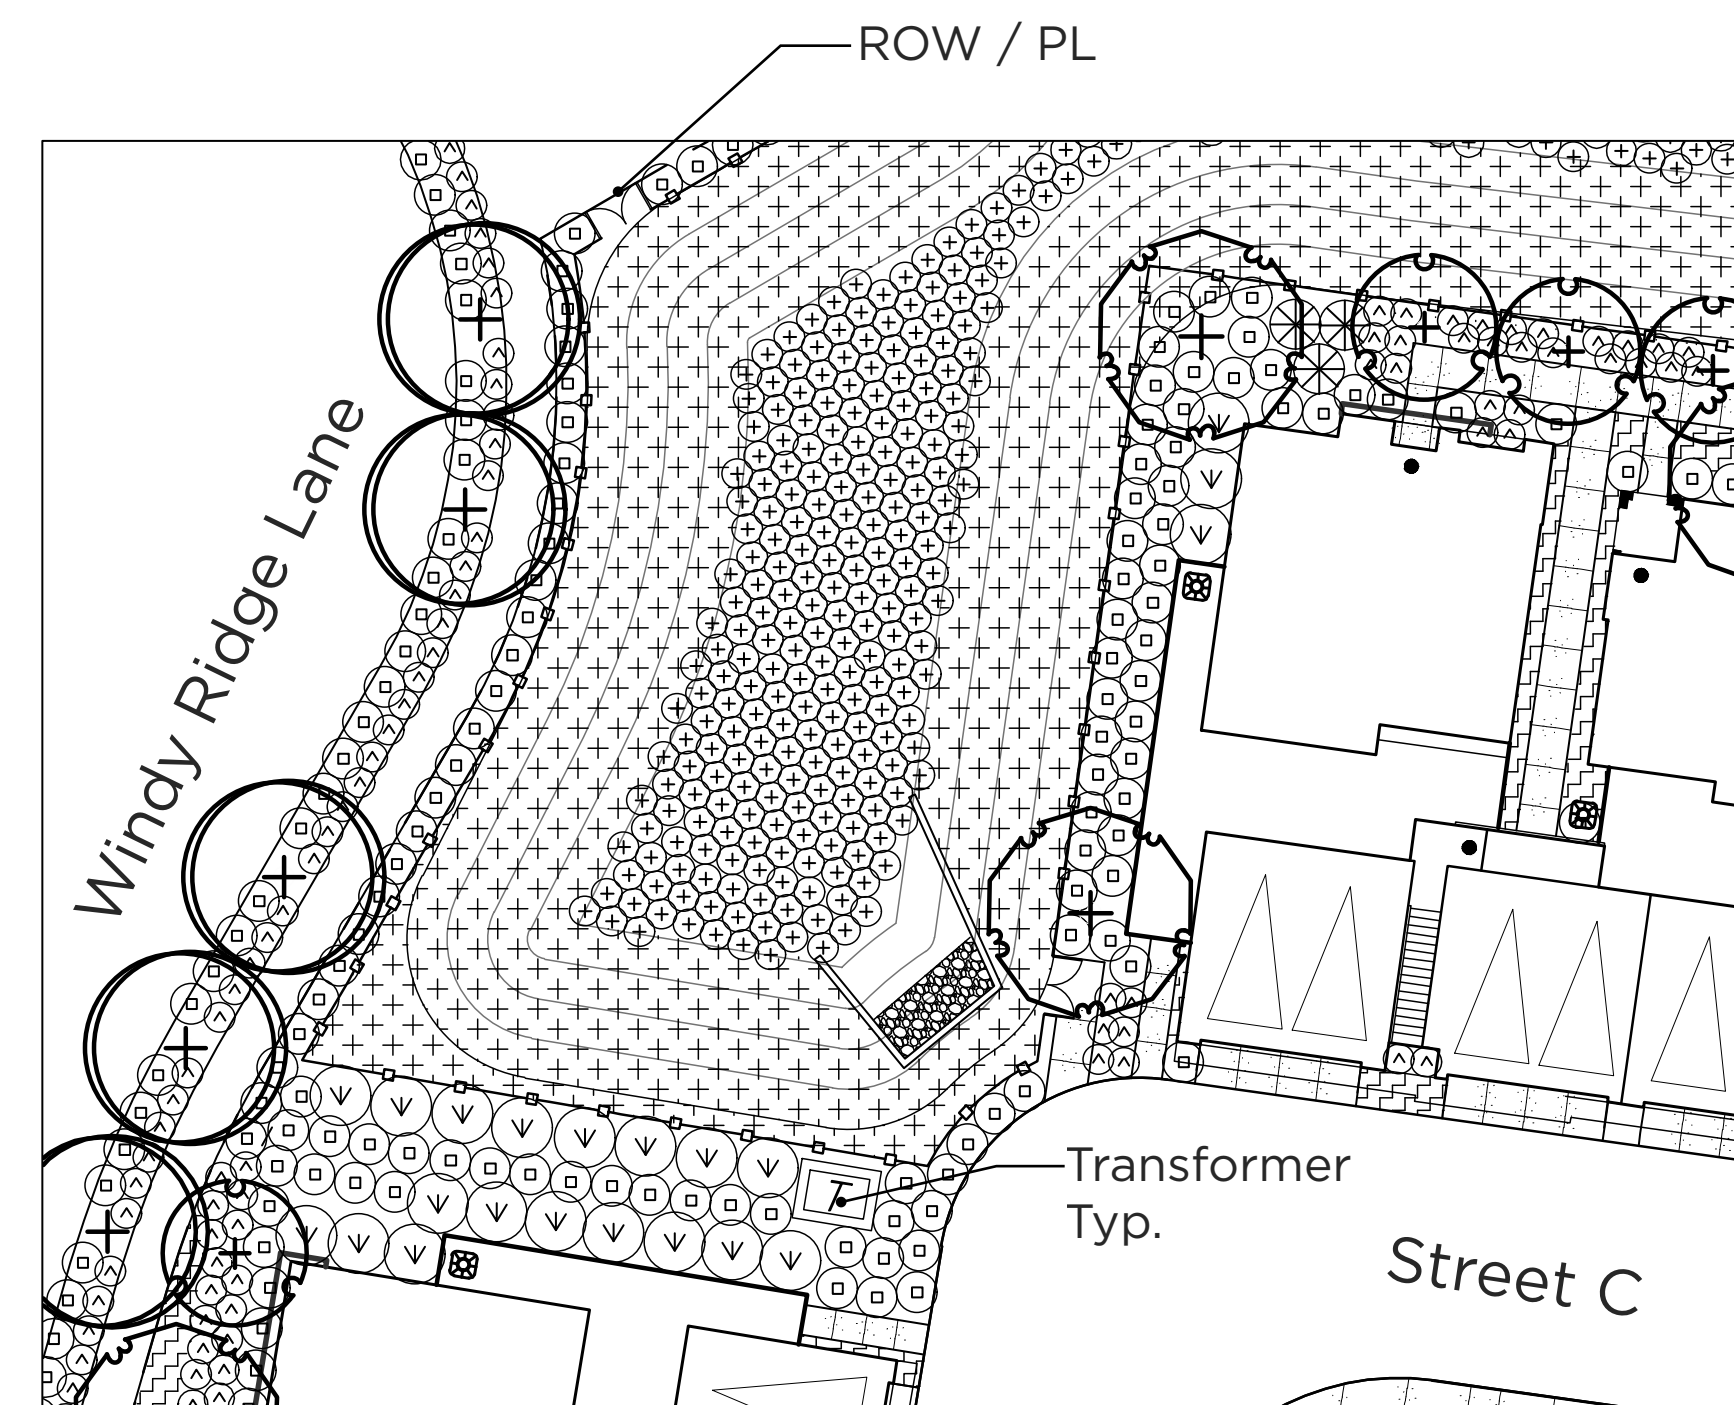 ROW / PL
Windy Ridge Lane
Transformer
Typ.
T
Street C